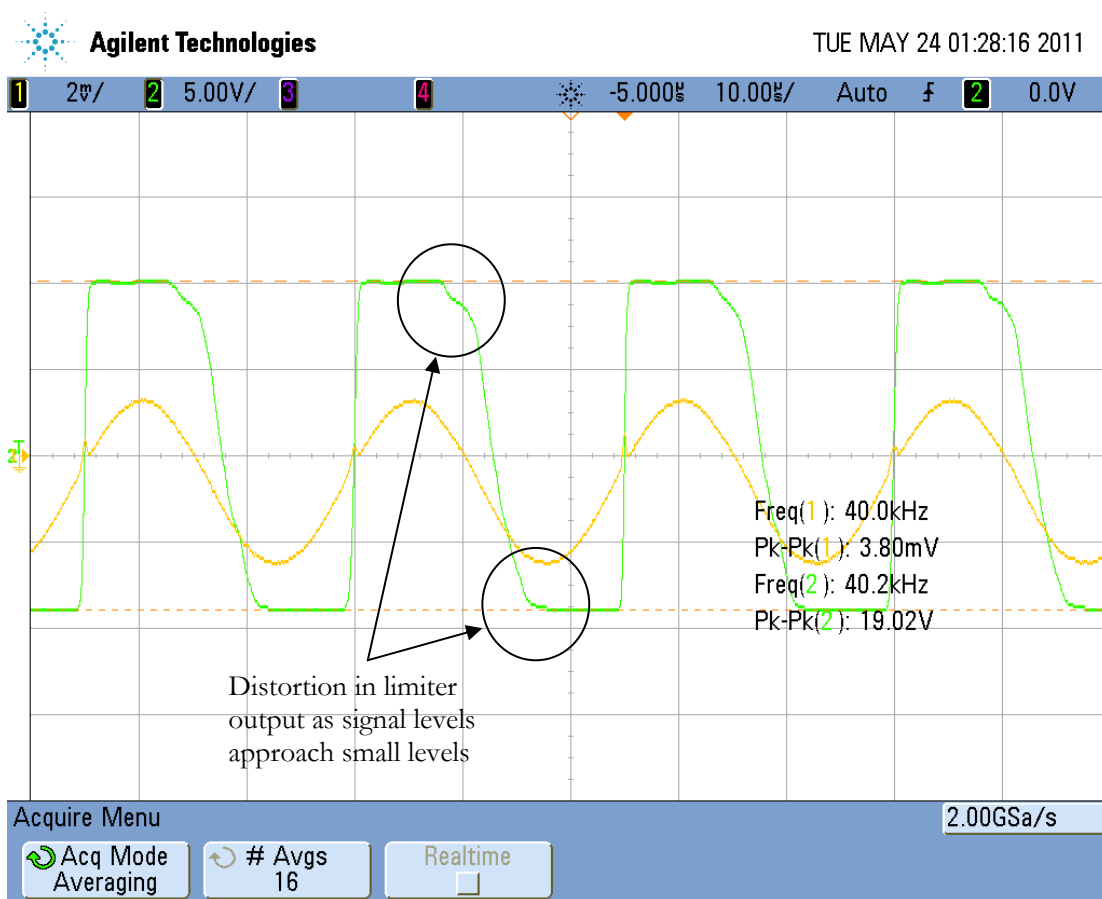 Agilent Technologies
TUE MAY 24 01:28:16 2011
1 2mV/ 2 5.00V/ 3 4 -5.000µs 10.00µs/ Auto 2 0.0V
2 T
Freq(1): 40.0kHz
Pk-Pk(1): 3.80mV
Freq(2): 40.2kHz
Pk-Pk(2): 19.02V
Distortion in limiter
output as signal levels
approach small levels
Acquire Menu
2.00GSa/s
Acq Mode
Averaging
# Avgs
16
Realtime